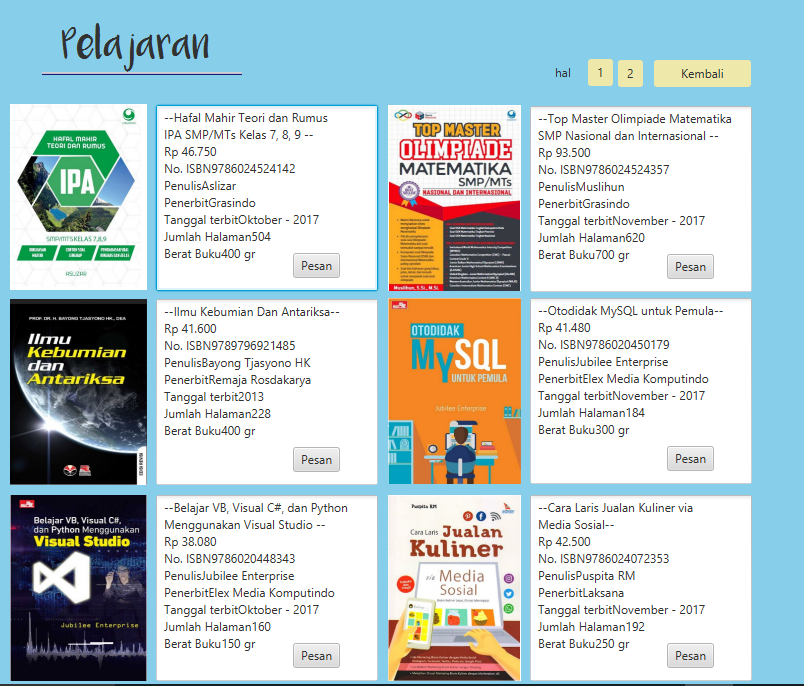 Pelajaran
hal 1 2 Kembali
HAFAL MAHIR
TEORI DAN RUMUS
IPA
SMP/MTS KELAS 7,8,9
ASLIZAR
--Hafal Mahir Teori dan Rumus
IPA SMP/MTs Kelas 7, 8, 9 --
Rp 46.750
No. ISBN9786024524142
PenulisAslizar
PenerbitGrasindo
Tanggal terbitOktober - 2017
Jumlah Halaman504
Berat Buku400 gr
Pesan
TOP MASTER
OLIMPIADE
MATEMATIKA
SMP/MTs
NASIONAL DAN INTERNASIONAL
Muslihun, S.Si., M.Si.
--Top Master Olimpiade Matematika
SMP Nasional dan Internasional --
Rp 93.500
No. ISBN9786024524357
PenulisMuslihun
PenerbitGrasindo
Tanggal terbitNovember - 2017
Jumlah Halaman620
Berat Buku700 gr
Pesan
PROF. DR. H. BAYONG TJASYONO HK., DEA
Ilmu
Kebumian
dan
Antariksa
--Ilmu Kebumian Dan Antariksa--
Rp 41.600
No. ISBN9789796921485
PenulisBayong Tjasyono HK
PenerbitRemaja Rosdakarya
Tanggal terbit2013
Jumlah Halaman228
Berat Buku400 gr
Pesan
OTODIDAK
MySQL
UNTUK PEMULA
Jubilee Enterprise
--Otodidak MySQL untuk Pemula--
Rp 41.480
No. ISBN9786020450179
PenulisJubilee Enterprise
PenerbitElex Media Komputindo
Tanggal terbitNovember - 2017
Jumlah Halaman184
Berat Buku300 gr
Pesan
Belajar VB, Visual C#,
dan Python Menggunakan
Visual Studio
Jubilee Enterprise
--Belajar VB, Visual C#, dan Python
Menggunakan Visual Studio --
Rp 38.080
No. ISBN9786020448343
PenulisJubilee Enterprise
PenerbitElex Media Komputindo
Tanggal terbitOktober - 2017
Jumlah Halaman160
Berat Buku150 gr
Pesan
Puspita RM
Cara Laris
Jualan
Kuliner
via
Media
Sosial
--Cara Laris Jualan Kuliner via
Media Sosial--
Rp 42.500
No. ISBN9786024072353
PenulisPuspita RM
PenerbitLaksana
Tanggal terbitNovember - 2017
Jumlah Halaman192
Berat Buku250 gr
Pesan